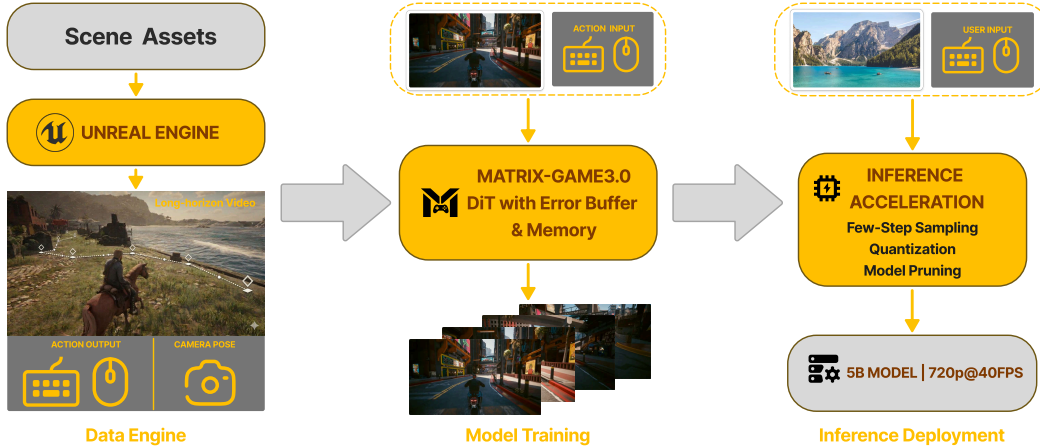 Scene Assets
UNREAL ENGINE
Long-horizon Video
ACTION OUTPUT
CAMERA POSE
Data Engine
ACTION INPUT
MATRIX-GAME3.0
DiT with Error Buffer
& Memory
Model Training
USER INPUT
INFERENCE
ACCELERATION
Few-Step Sampling
Quantization
Model Pruning
5B MODEL | 720p@40FPS
Inference Deployment